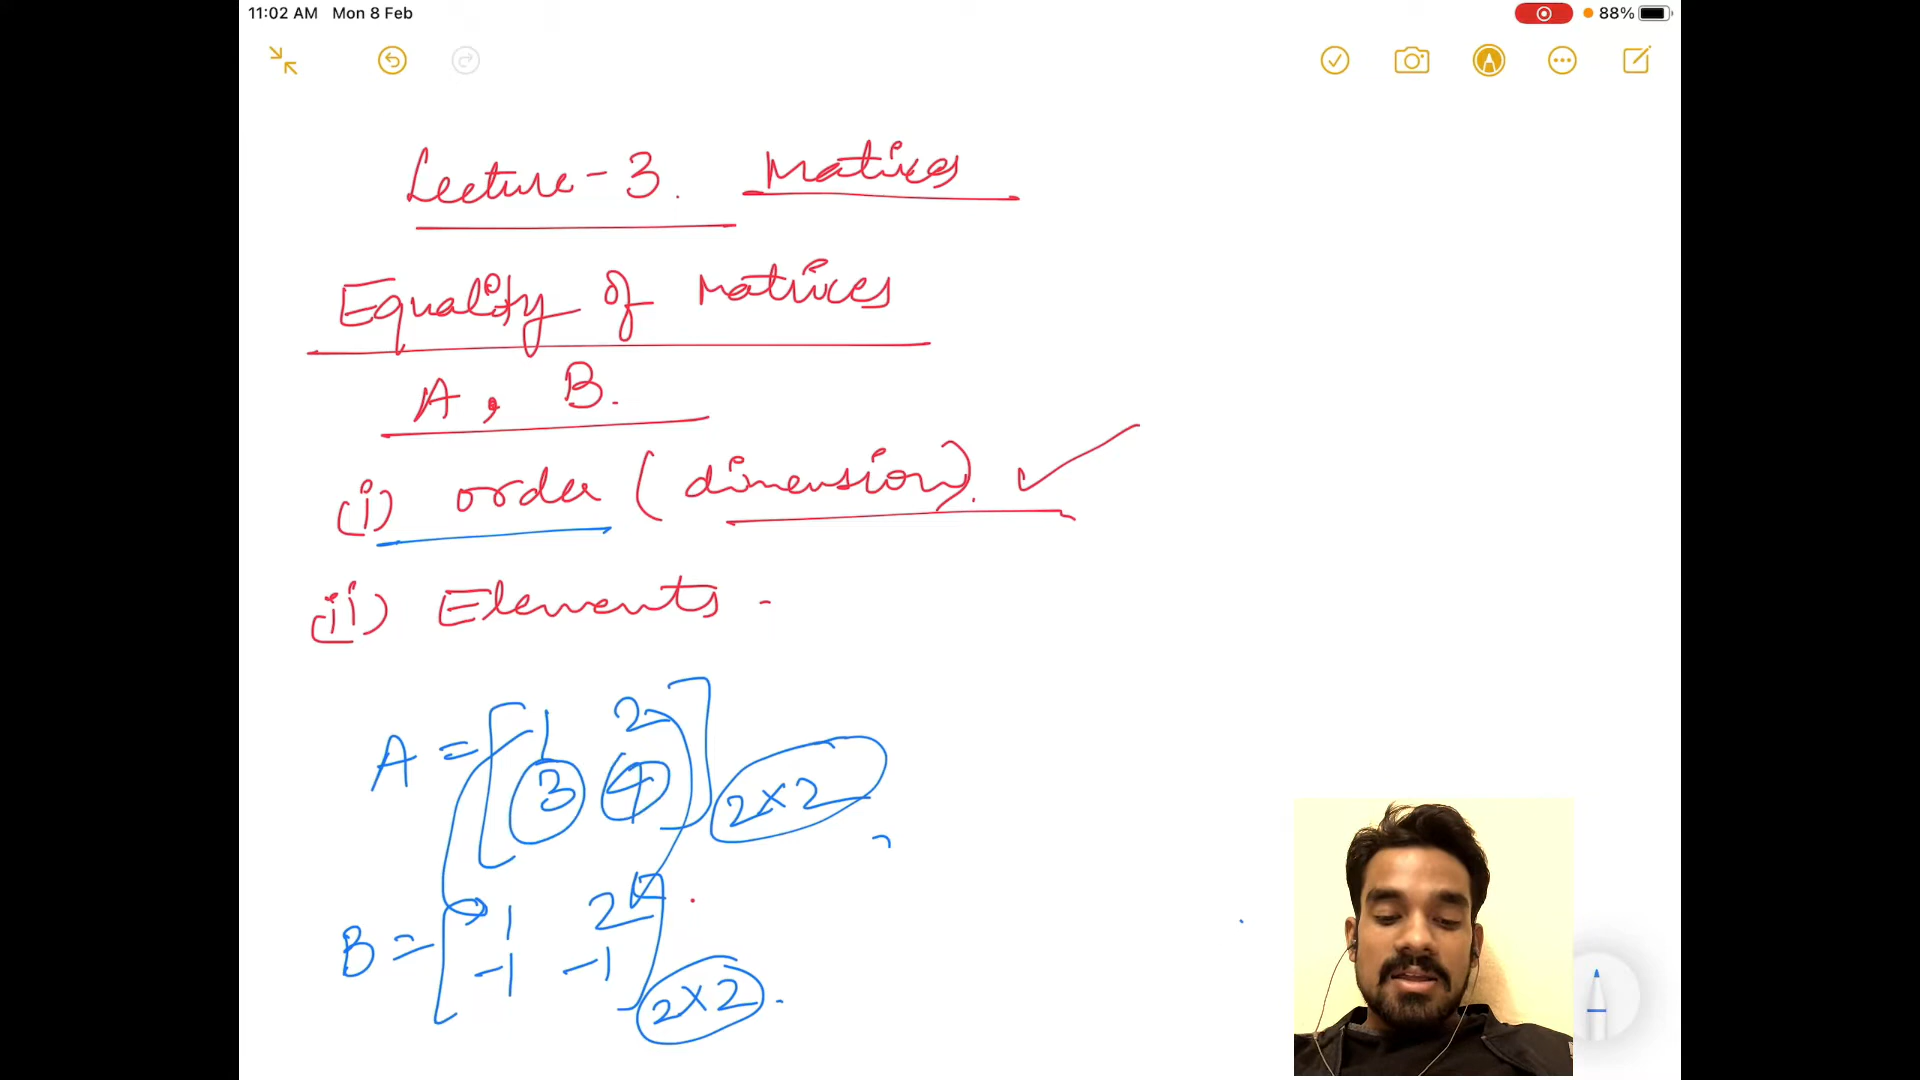 11:02 AM Mon 8 Feb 88%
Lecture-3. Matrices
Equality of Matrices
A, B.
(i) order (dimension). ✓
(ii) Elements -
A = [1 2
3 4] 2×2 ,
B = [1 2
-1 -1] 2×2 .